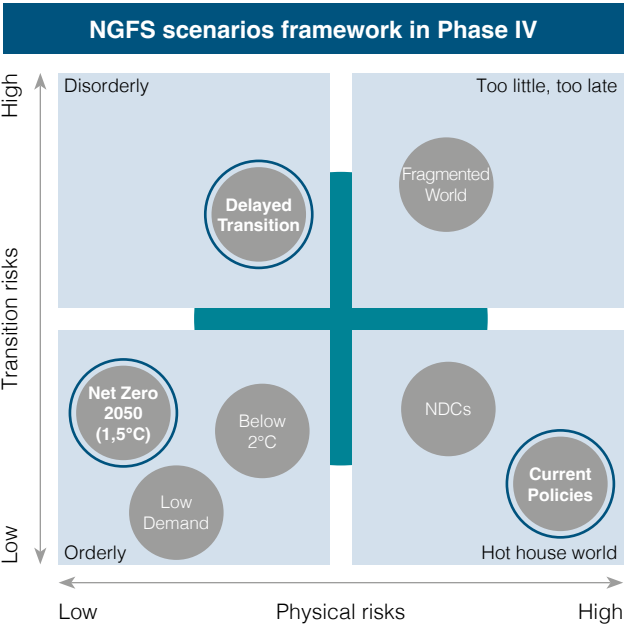 NGFS scenarios framework in Phase IV
High
Disorderly
Too little, too late
Fragmented
World
Delayed
Transition
Transition risks
Net Zero
2050
(1,5°C)
Below
2°C
NDCs
Current
Policies
Low
Demand
Low
Orderly
Hot house world
Low
Physical risks
High